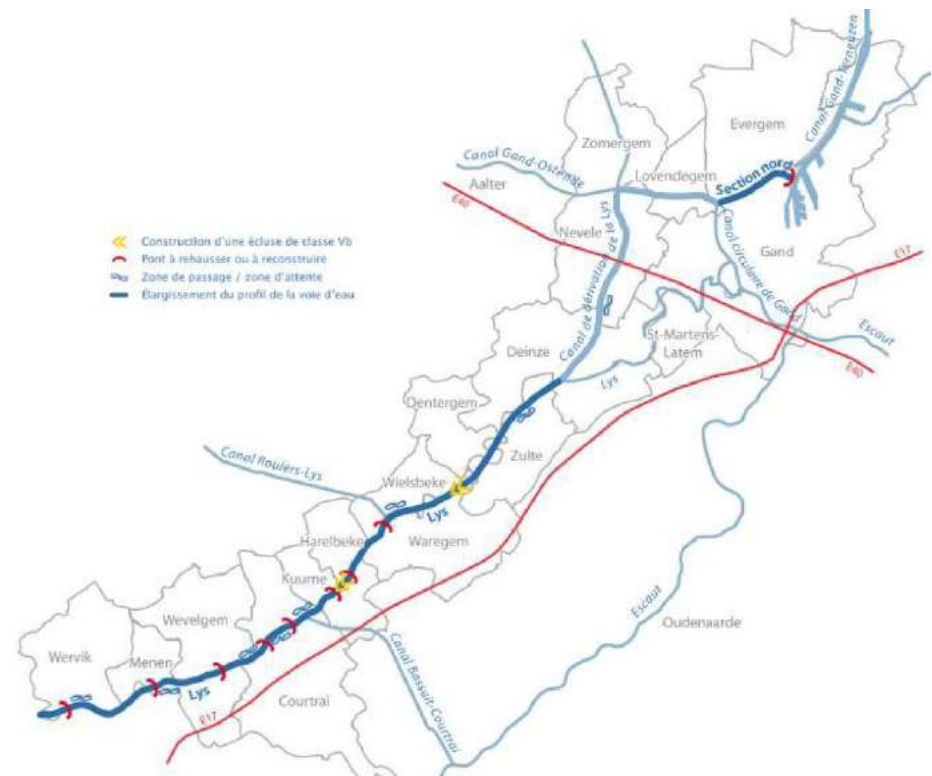 Canal Gand-Terneuzen
Evergem
Zomergem
Canal Gand-Ostende
Lovendegem
Section nord
Aalter
E40
Nevele
Gand
Construction d'une écluse de classe Vb
Pont à rehausser ou à reconstruire
Zone de passage / zone d'attente
Élargissement du profil de la voie d'eau
Canal de dérivation de la Lys
Canal circulaire de Gand
E17
Escaut
St-Martens-
Latem
Deinze
Lys
E40
Dentergem
Zulte
Canal Roulers-Lys
Wielsbeke
Lys
Harelbeke
Waregem
Kuurne
Escaut
Oudenaarde
Wevelgem
Wervik
Menen
Lys
Canal Bossuit-Courtrai
Courtrai
E17